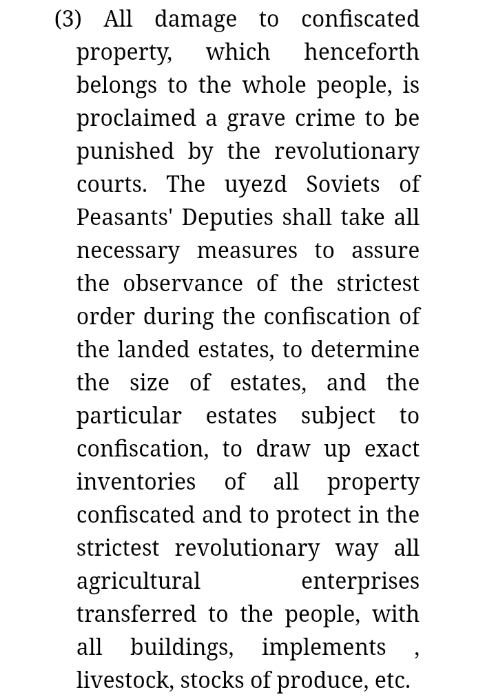 (3) All damage to confiscated
property, which henceforth
belongs to the whole people, is
proclaimed a grave crime to be
punished by the revolutionary
courts. The uyezd Soviets of
Peasants' Deputies shall take all
necessary measures to assure
the observance of the strictest
order during the confiscation of
the landed estates, to determine
the size of estates, and the
particular estates subject to
confiscation, to draw up exact
inventories of all property
confiscated and to protect in the
strictest revolutionary way all
agricultural enterprises
transferred to the people, with
all buildings, implements ,
livestock, stocks of produce, etc.